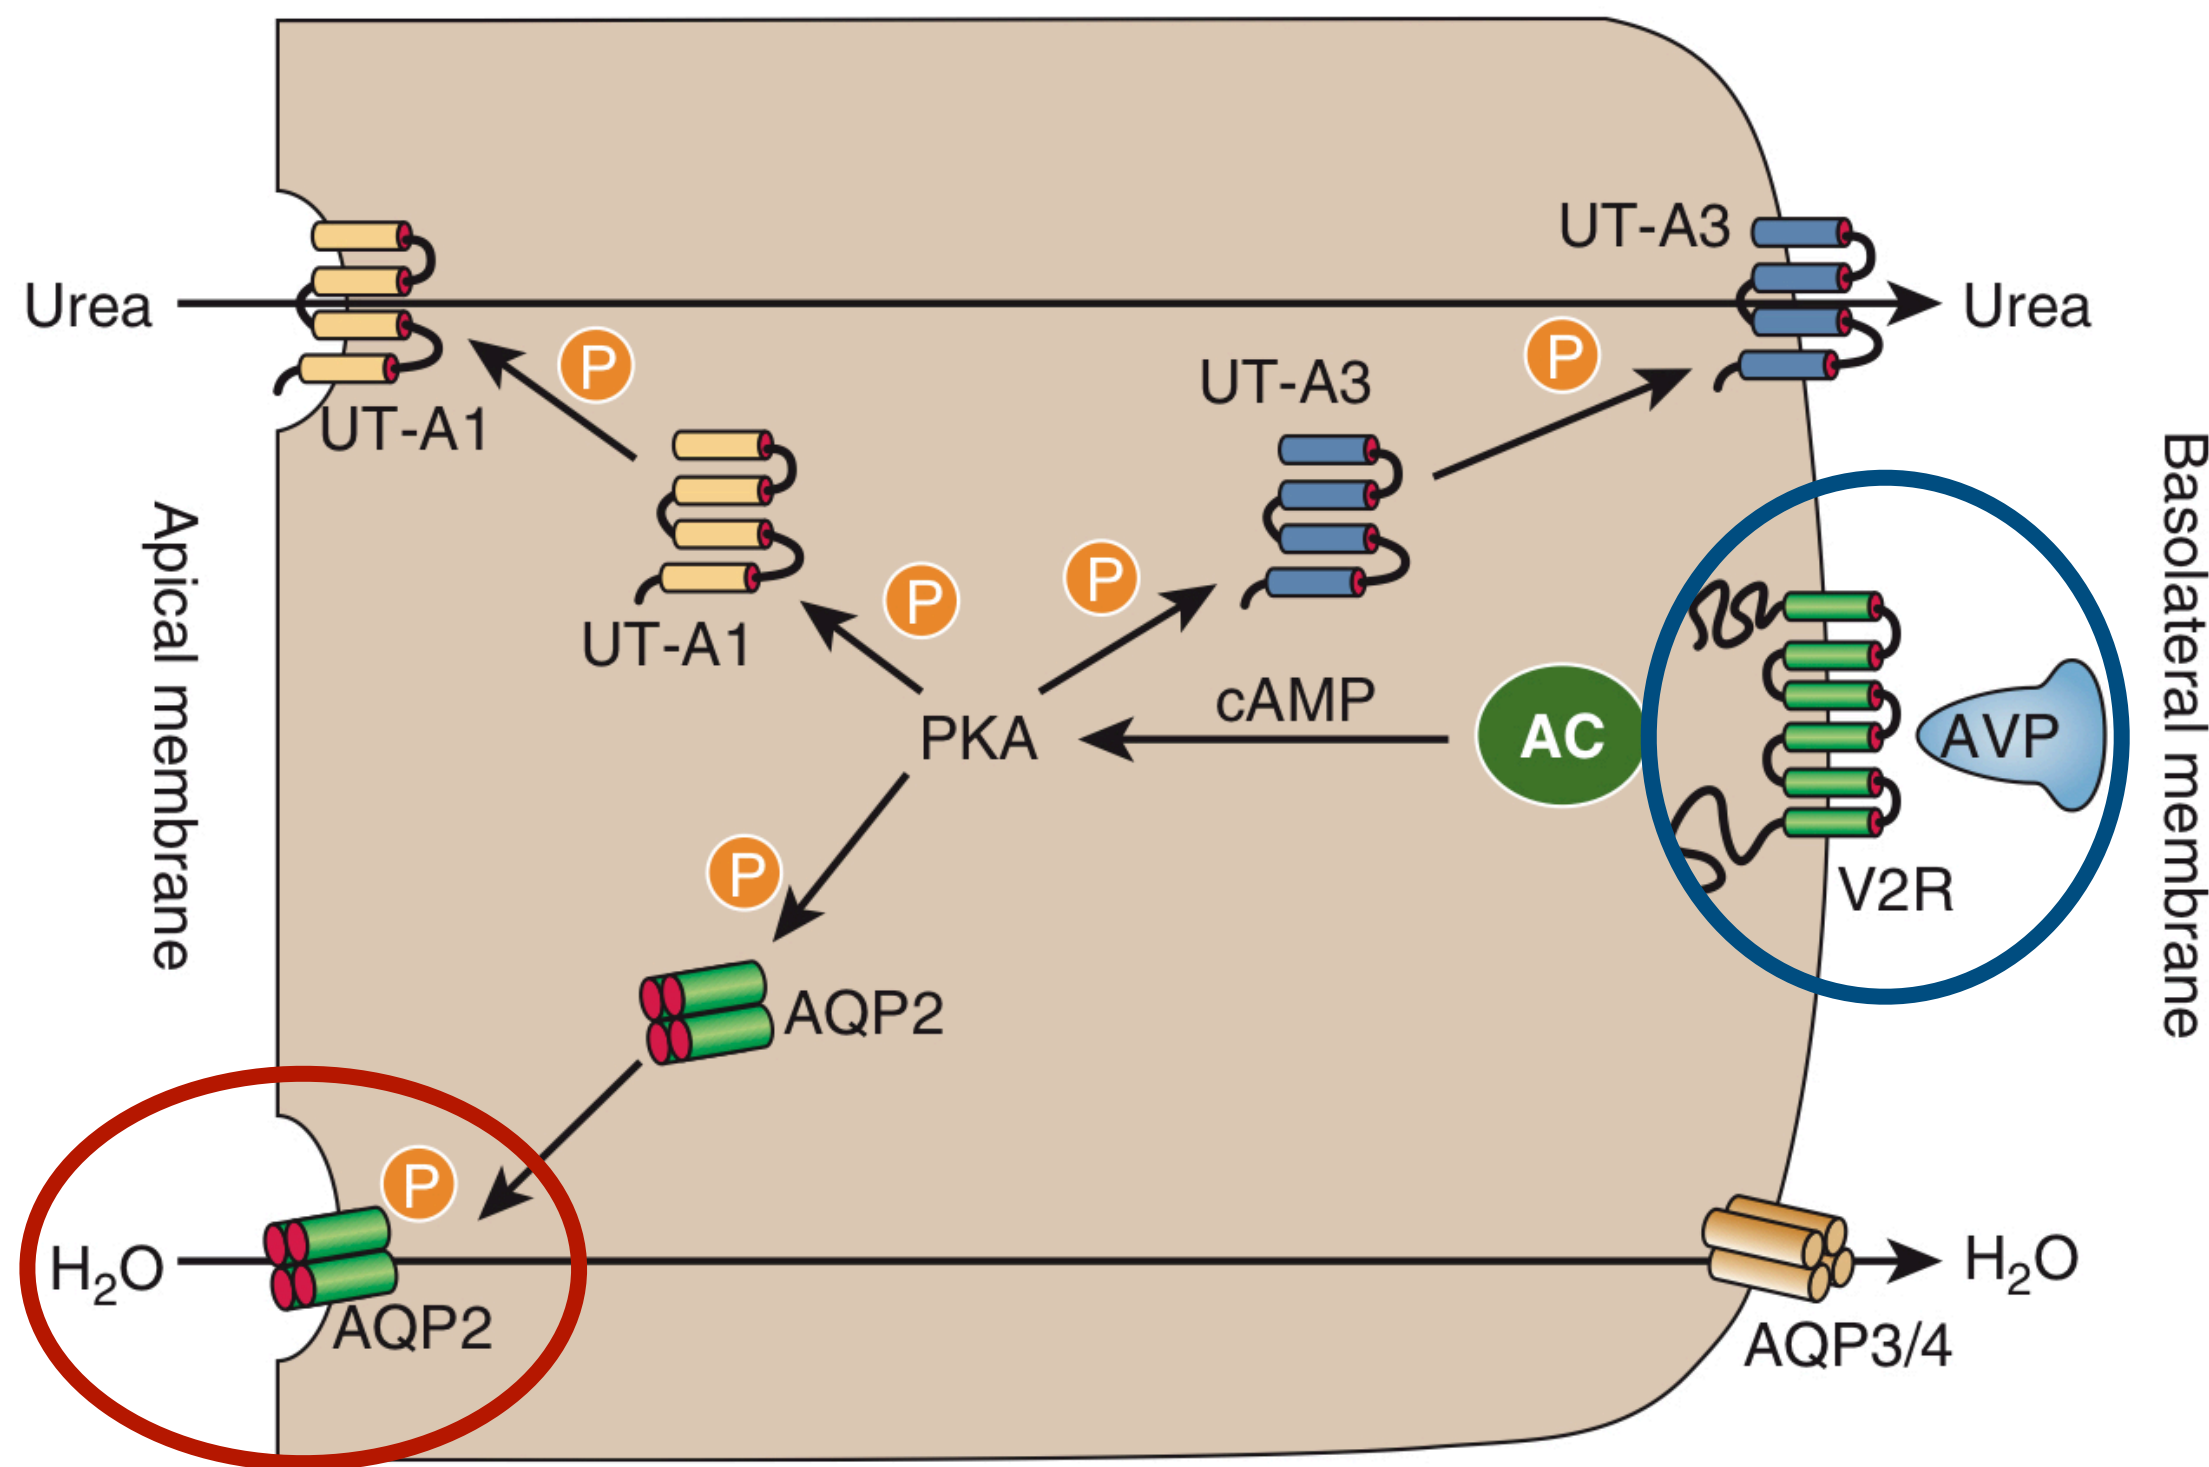 UT-A3
Urea
Urea
P
P
UT-A3
UT-A1
Apical membrane
Basolateral membrane
P
P
UT-A1
cAMP
PKA
AC
AVP
P
V2R
AQP2
P
H₂O
H₂O
AQP2
AQP3/4